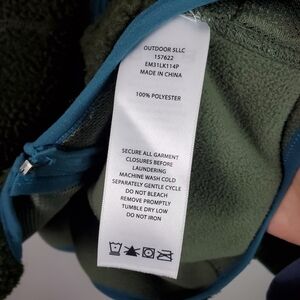 OUTDOOR SLLC
157622
EM31LK114P
MADE IN CHINA
100% POLYESTER
SECURE ALL GARMENT
CLOSURES BEFORE
LAUNDERING
MACHINE WASH COLD
SEPARATELY GENTLE CYCLE
DO NOT BLEACH
REMOVE PROMPTLY
TUMBLE DRY LOW
DO NOT IRON